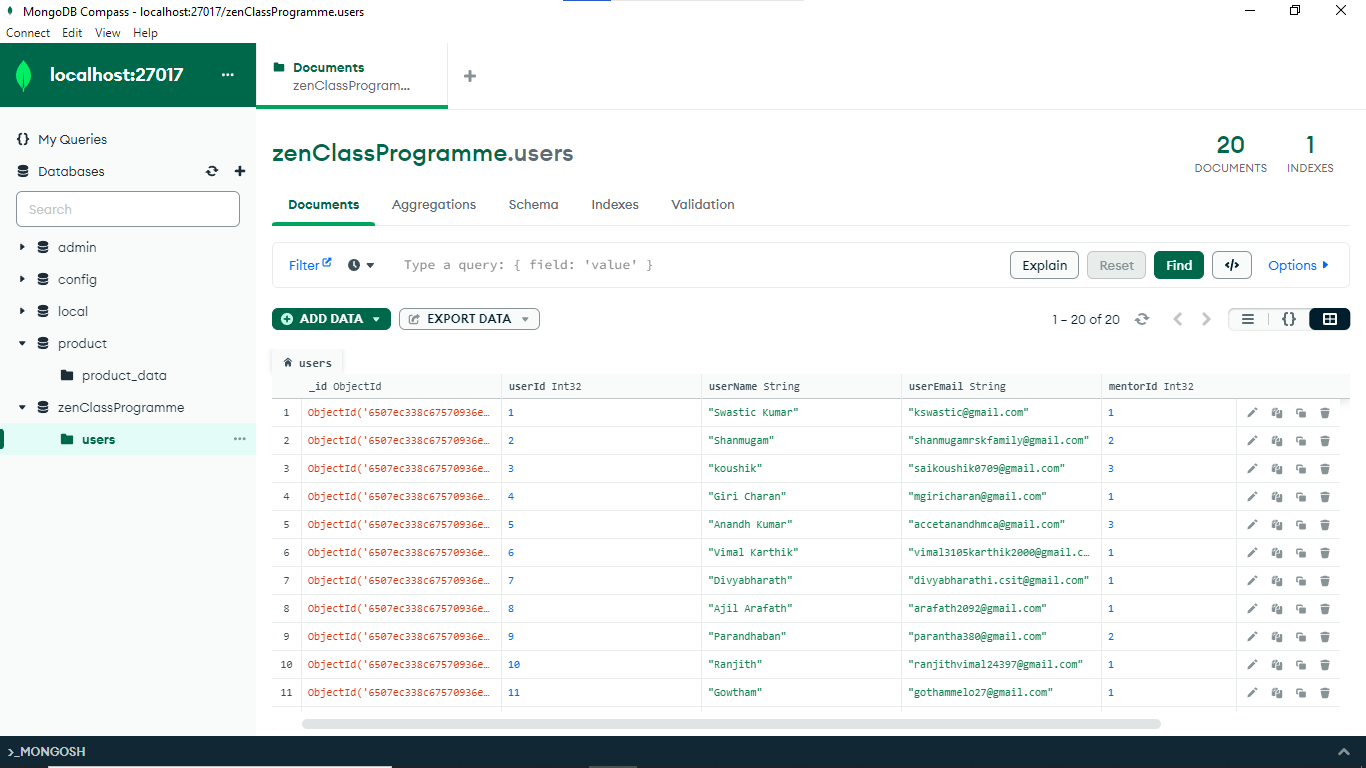 MongoDB Compass - localhost:27017/zenClassProgramme.users
Connect Edit View Help
localhost:27017 ...
Documents
zenClassProgram...
{} My Queries
Databases
Search
admin
config
local
product
product_data
zenClassProgramme
users ...
zenClassProgramme.users
20
DOCUMENTS
1
INDEXES
Documents Aggregations Schema Indexes Validation
Filter Type a query: { field: 'value' } Explain Reset Find </> Options
ADD DATA EXPORT DATA 1 – 20 of 20 {}
users
_id ObjectId userId Int32 userName String userEmail String mentorId Int32
1 ObjectId('6507ec338c67570936e… 1 "Swastic Kumar" "kswastic@gmail.com" 1
2 ObjectId('6507ec338c67570936e… 2 "Shanmugam" "shanmugamrskfamily@gmail.com" 2
3 ObjectId('6507ec338c67570936e… 3 "koushik" "saikoushik0709@gmail.com" 3
4 ObjectId('6507ec338c67570936e… 4 "Giri Charan" "mgiricharan@gmail.com" 1
5 ObjectId('6507ec338c67570936e… 5 "Anandh Kumar" "accetanandhmca@gmail.com" 3
6 ObjectId('6507ec338c67570936e… 6 "Vimal Karthik" "vimal3105karthik2000@gmail.c… 1
7 ObjectId('6507ec338c67570936e… 7 "Divyabharath" "divyabharathi.csit@gmail.com" 1
8 ObjectId('6507ec338c67570936e… 8 "Ajil Arafath" "arafath2092@gmail.com" 1
9 ObjectId('6507ec338c67570936e… 9 "Parandhaban" "parantha380@gmail.com" 2
10 ObjectId('6507ec338c67570936e… 10 "Ranjith" "ranjithvimal24397@gmail.com" 1
11 ObjectId('6507ec338c67570936e… 11 "Gowtham" "gothammelo27@gmail.com" 1
>_MONGOSH